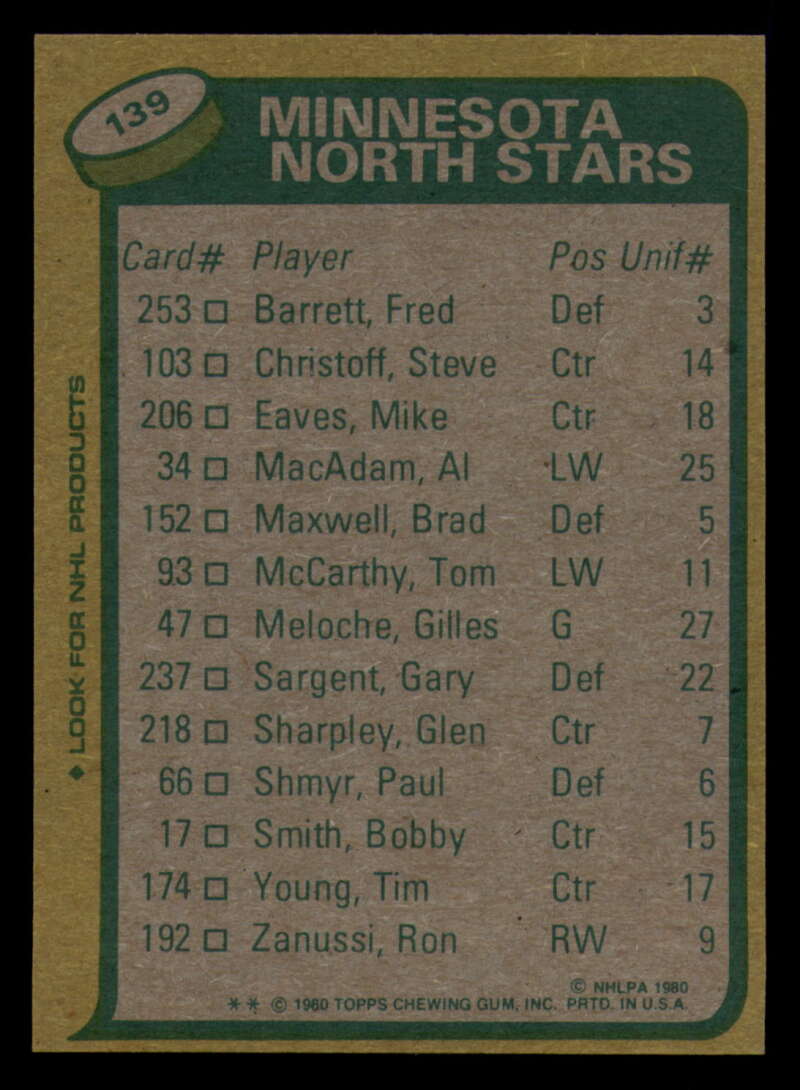 139
MINNESOTA
NORTH STARS
Card# Player Pos Unif#
253 □ Barrett, Fred Def 3
103 □ Christoff, Steve Ctr 14
206 □ Eaves, Mike Ctr 18
34 □ MacAdam, Al LW 25
152 □ Maxwell, Brad Def 5
93 □ McCarthy, Tom LW 11
47 □ Meloche, Gilles G 27
237 □ Sargent, Gary Def 22
218 □ Sharpley, Glen Ctr 7
66 □ Shmyr, Paul Def 6
17 □ Smith, Bobby Ctr 15
174 □ Young, Tim Ctr 17
192 □ Zanussi, Ron RW 9
© NHLPA 1980
** © 1980 TOPPS CHEWING GUM, INC. PRTD. IN U.S.A.
◆ LOOK FOR NHL PRODUCTS